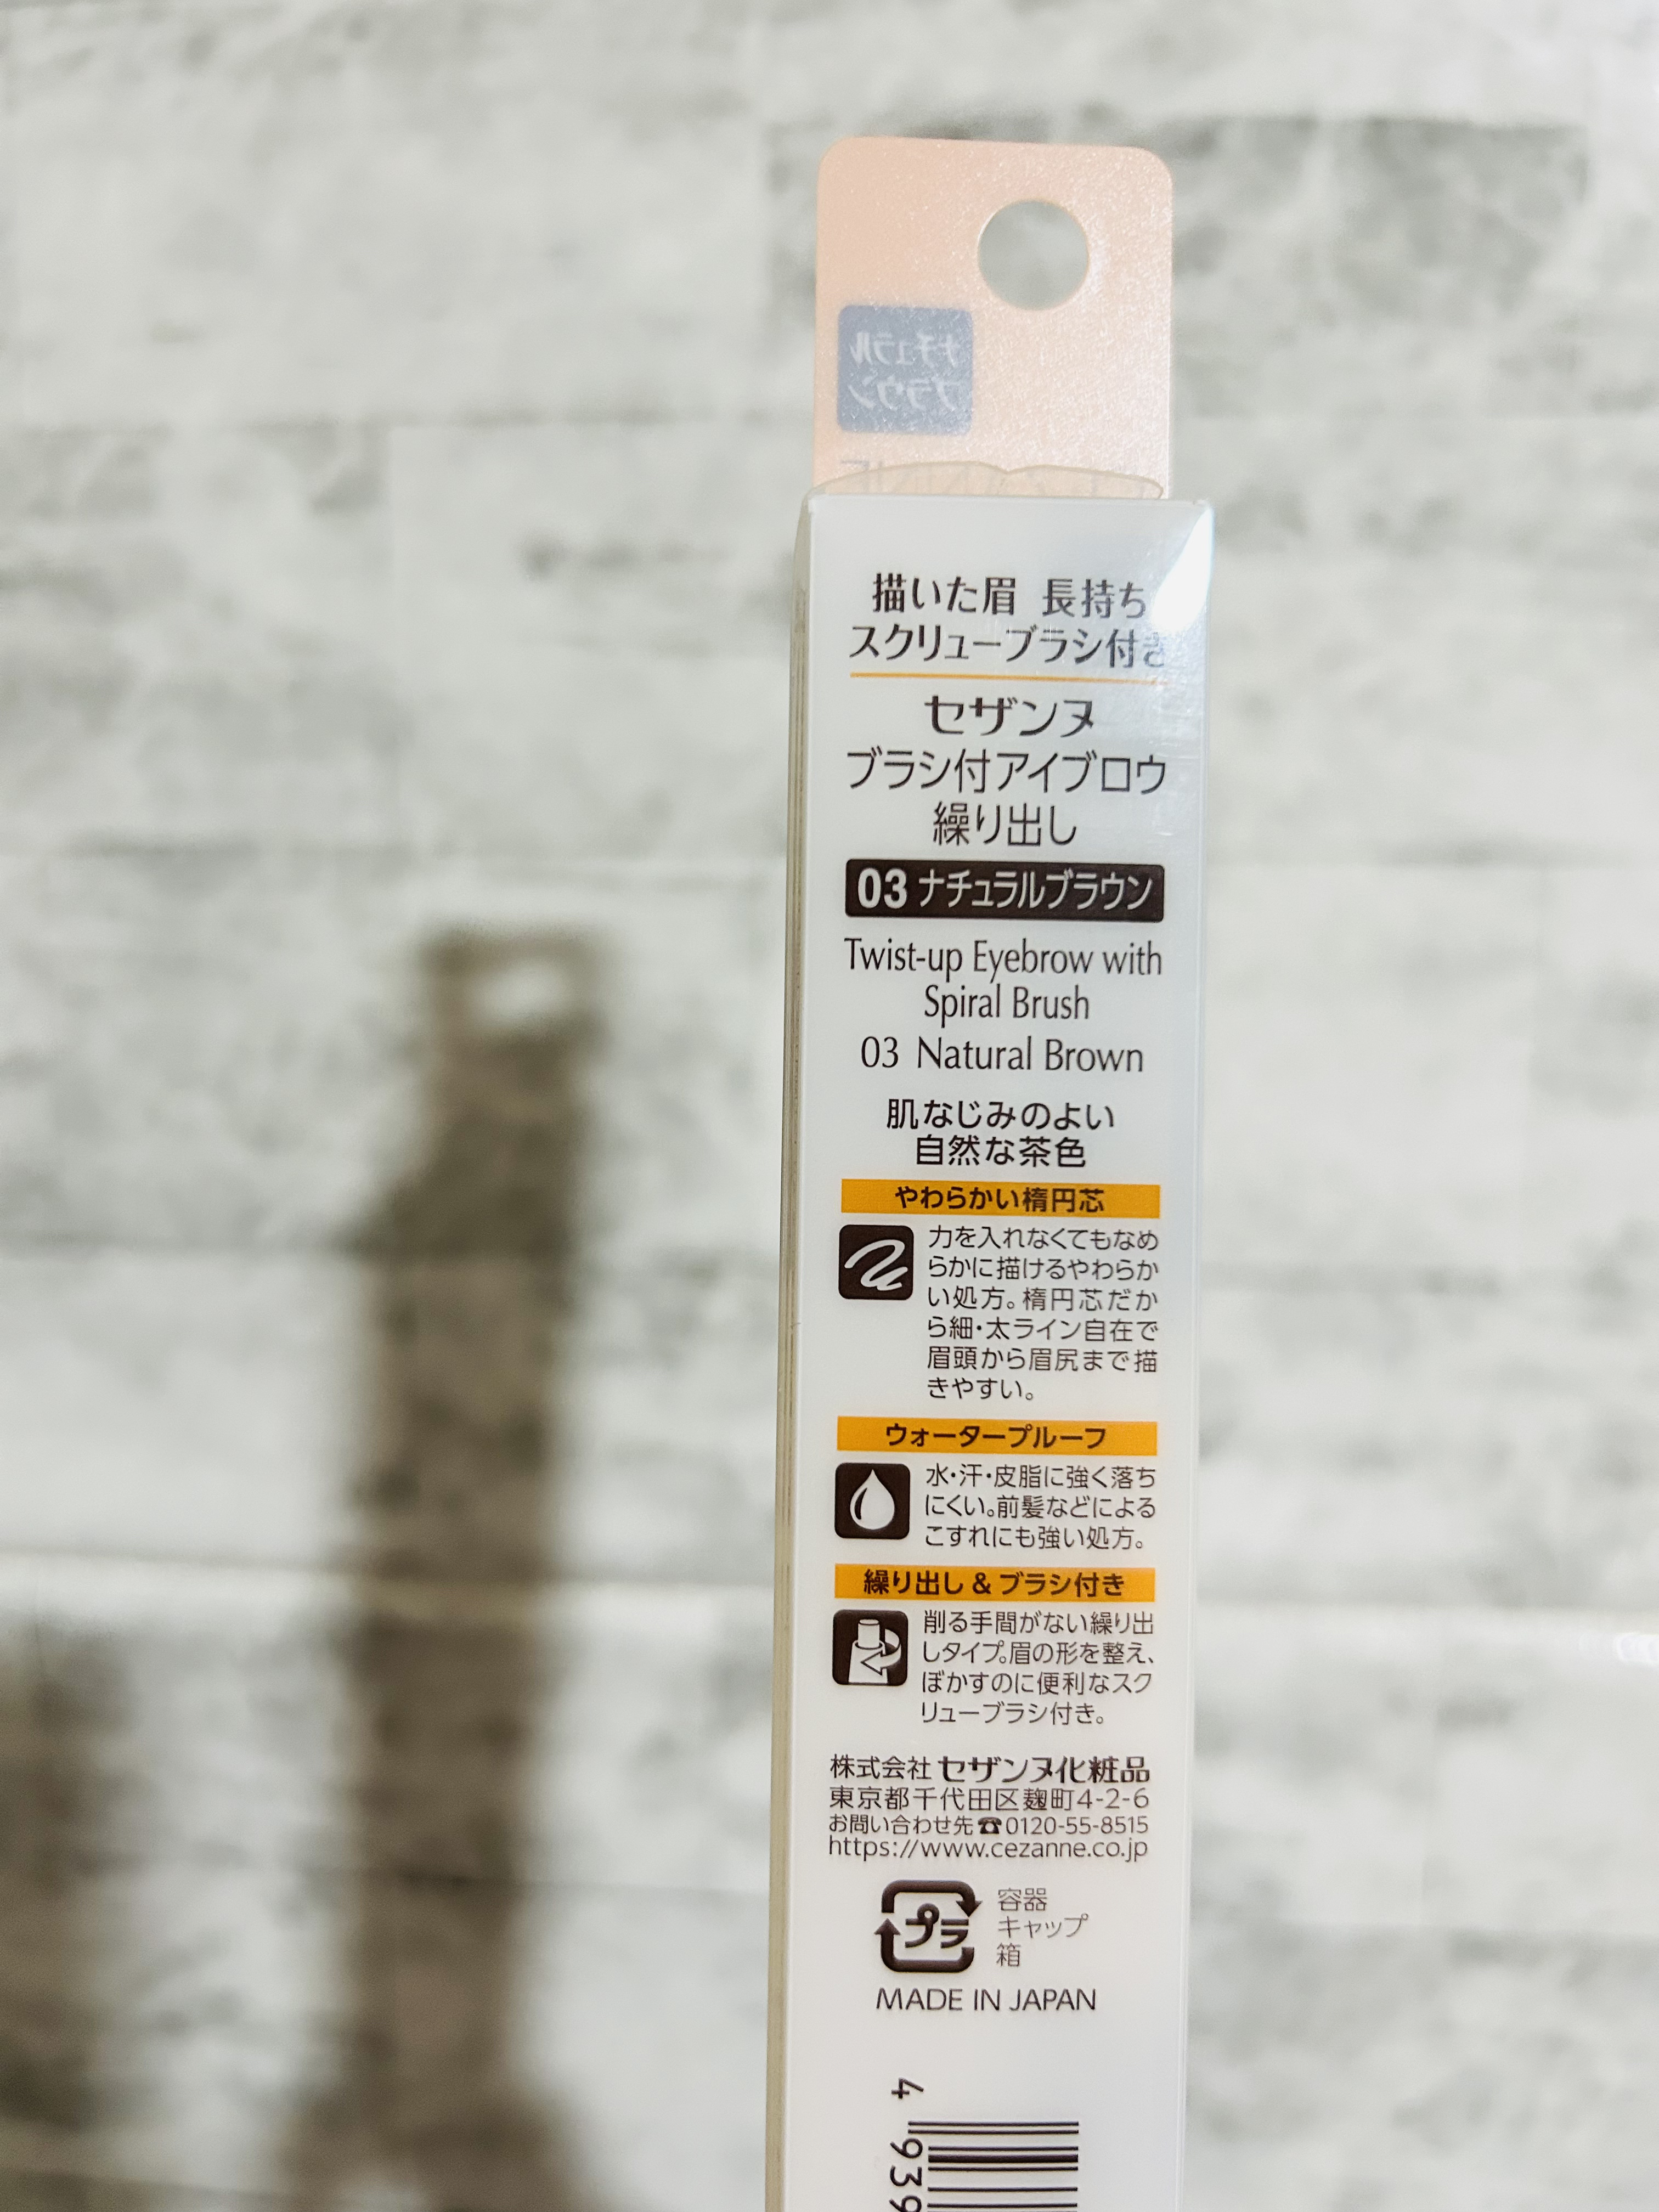 ナチュラル
ブラウン
描いた眉 長持ち
スクリューブラシ付き
セザンヌ
ブラシ付アイブロウ
繰り出し
03 ナチュラルブラウン
Twist-up Eyebrow with
Spiral Brush
03 Natural Brown
肌なじみのよい
自然な茶色
やわらかい楕円芯
力を入れなくてもなめ
らかに描けるやわらか
い処方。楕円芯だか
ら細・太ライン自在で
眉頭から眉尻まで描
きやすい。
ウォータープルーフ
水・汗・皮脂に強く落ち
にくい。前髪などによる
こすれにも強い処方。
繰り出し & ブラシ付き
削る手間がない繰り出
しタイプ。眉の形を整え、
ぼかすのに便利なスク
リューブラシ付き。
株式会社 セザンヌ化粧品
東京都千代田区麹町4-2-6
お問い合わせ先☎0120-55-8515
https://www.cezanne.co.jp
プラ
容器
キャップ
箱
MADE IN JAPAN
4 939